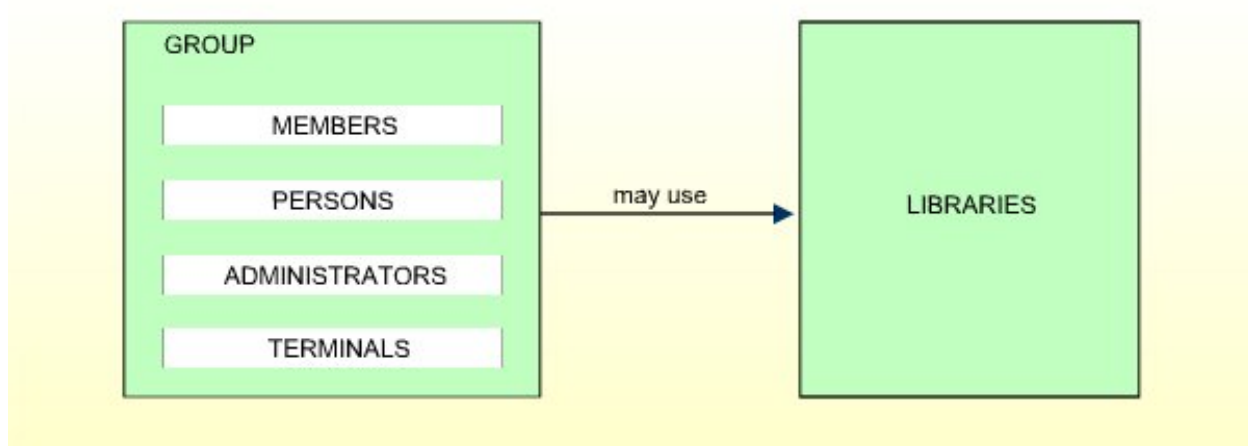 GROUP
MEMBERS
PERSONS
ADMINISTRATORS
TERMINALS
may use
LIBRARIES